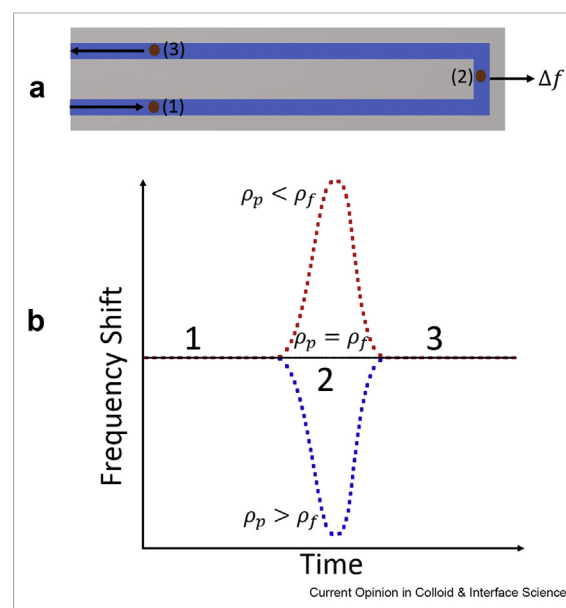 (3)
a
(2)
Δf
(1)
ρp < ρf
b
Frequency Shift
1
ρp = ρf
3
2
ρp > ρf
Time
Current Opinion in Colloid & Interface Science